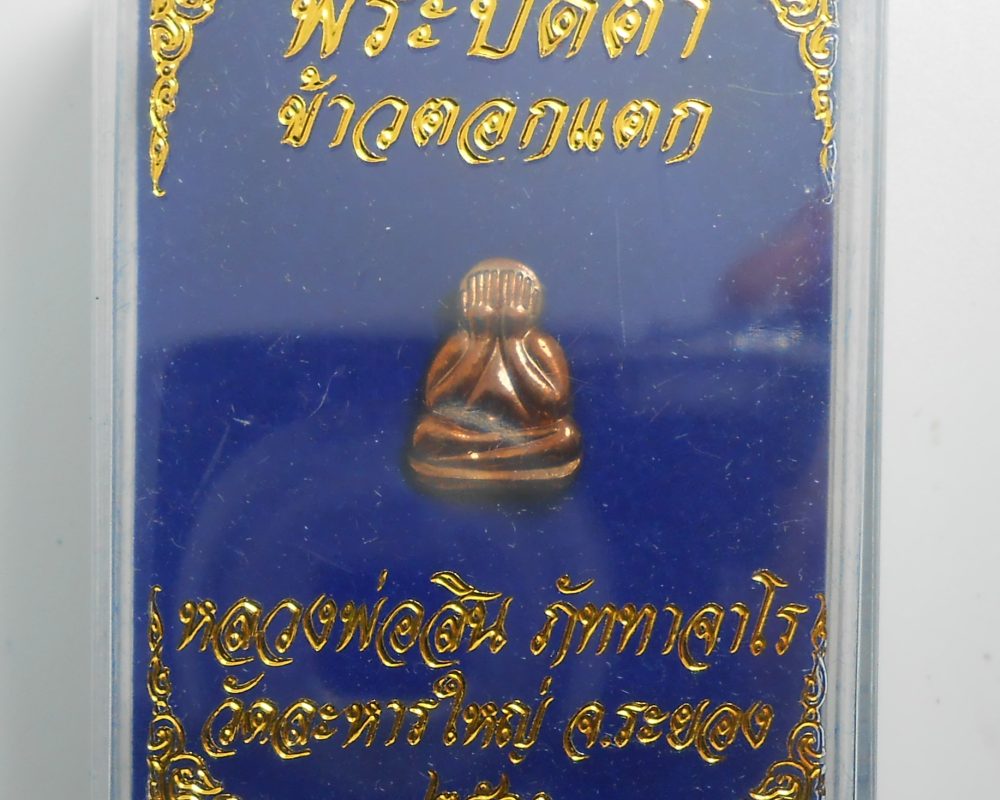 พระปิดตา
ข้าวตอกแตก
หลวงพ่อสิน ภัททาจาโร
วัดละหารใหญ่ จ.ระยอง